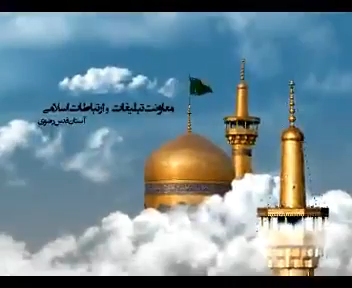 معاونت تبلیغات و ارتباطات اسلامی
آستان قدس رضوی